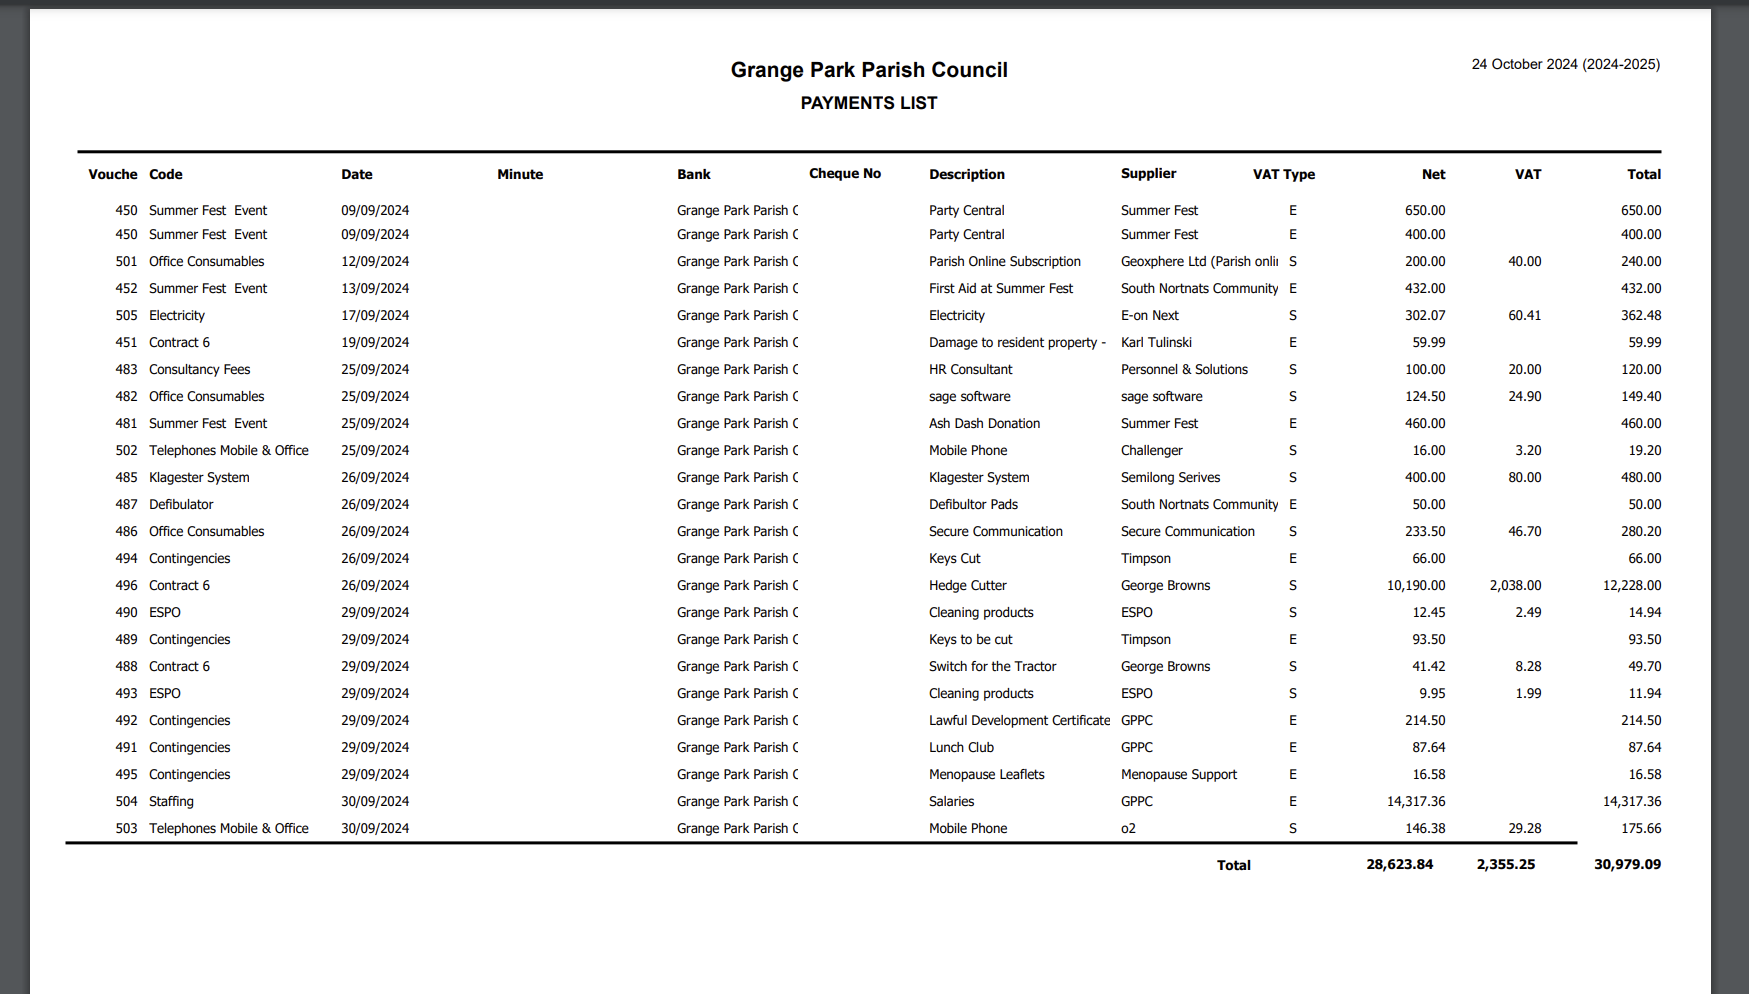 24 October 2024 (2024-2025)
Grange Park Parish Council
PAYMENTS LIST
Vouche Code Date Minute Bank Cheque No Description Supplier VAT Type Net VAT Total
450 Summer Fest Event 09/09/2024 Grange Park Parish C Party Central Summer Fest E 650.00 650.00
450 Summer Fest Event 09/09/2024 Grange Park Parish C Party Central Summer Fest E 400.00 400.00
501 Office Consumables 12/09/2024 Grange Park Parish C Parish Online Subscription Geoxphere Ltd (Parish onlin S 200.00 40.00 240.00
452 Summer Fest Event 13/09/2024 Grange Park Parish C First Aid at Summer Fest South Nortnats Community E 432.00 432.00
505 Electricity 17/09/2024 Grange Park Parish C Electricity E-on Next S 302.07 60.41 362.48
451 Contract 6 19/09/2024 Grange Park Parish C Damage to resident property - Karl Tulinski E 59.99 59.99
483 Consultancy Fees 25/09/2024 Grange Park Parish C HR Consultant Personnel & Solutions S 100.00 20.00 120.00
482 Office Consumables 25/09/2024 Grange Park Parish C sage software sage software S 124.50 24.90 149.40
481 Summer Fest Event 25/09/2024 Grange Park Parish C Ash Dash Donation Summer Fest E 460.00 460.00
502 Telephones Mobile & Office 25/09/2024 Grange Park Parish C Mobile Phone Challenger S 16.00 3.20 19.20
485 Klagester System 26/09/2024 Grange Park Parish C Klagester System Semilong Serives S 400.00 80.00 480.00
487 Defibulator 26/09/2024 Grange Park Parish C Defibultor Pads South Nortnats Community E 50.00 50.00
486 Office Consumables 26/09/2024 Grange Park Parish C Secure Communication Secure Communication S 233.50 46.70 280.20
494 Contingencies 26/09/2024 Grange Park Parish C Keys Cut Timpson E 66.00 66.00
496 Contract 6 26/09/2024 Grange Park Parish C Hedge Cutter George Browns S 10,190.00 2,038.00 12,228.00
490 ESPO 29/09/2024 Grange Park Parish C Cleaning products ESPO S 12.45 2.49 14.94
489 Contingencies 29/09/2024 Grange Park Parish C Keys to be cut Timpson E 93.50 93.50
488 Contract 6 29/09/2024 Grange Park Parish C Switch for the Tractor George Browns S 41.42 8.28 49.70
493 ESPO 29/09/2024 Grange Park Parish C Cleaning products ESPO S 9.95 1.99 11.94
492 Contingencies 29/09/2024 Grange Park Parish C Lawful Development Certificate GPPC E 214.50 214.50
491 Contingencies 29/09/2024 Grange Park Parish C Lunch Club GPPC E 87.64 87.64
495 Contingencies 29/09/2024 Grange Park Parish C Menopause Leaflets Menopause Support E 16.58 16.58
504 Staffing 30/09/2024 Grange Park Parish C Salaries GPPC E 14,317.36 14,317.36
503 Telephones Mobile & Office 30/09/2024 Grange Park Parish C Mobile Phone o2 S 146.38 29.28 175.66
Total 28,623.84 2,355.25 30,979.09